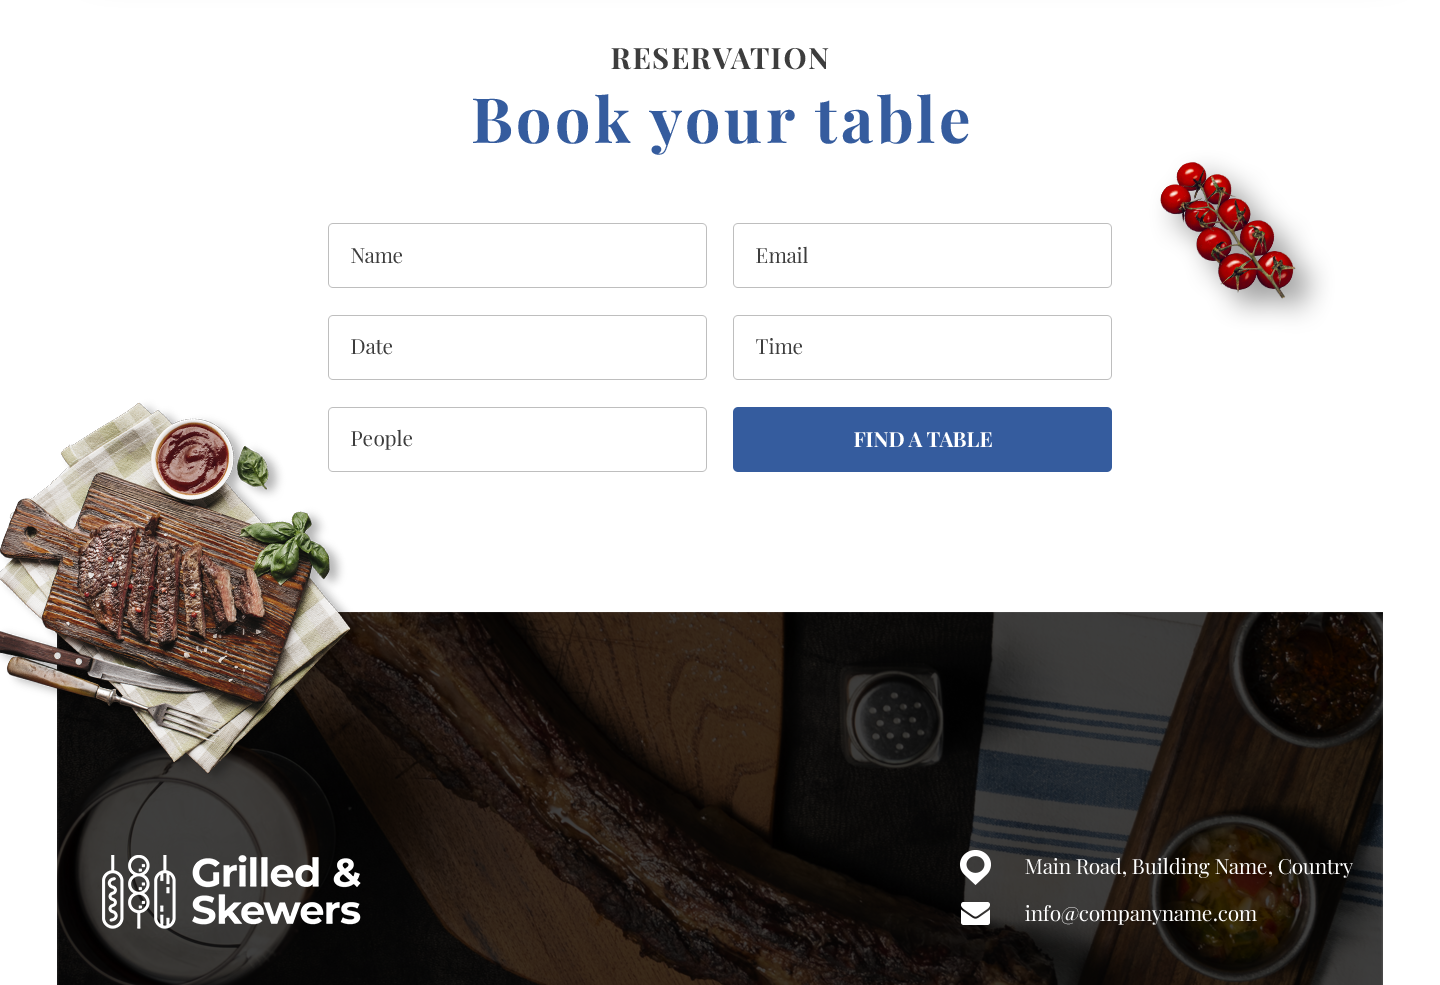 RESERVATION
Book your table
Name
Email
Date
Time
People
FIND A TABLE
Grilled &
Skewers
Main Road, Building Name, Country
info@companyname.com